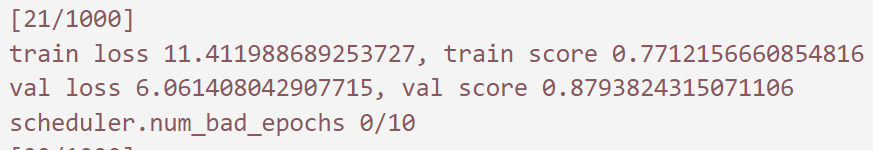 [21/1000]
train loss 11.411988689253727, train score 0.7712156660854816
val loss 6.061408042907715, val score 0.8793824315071106
scheduler.num_bad_epochs 0/10